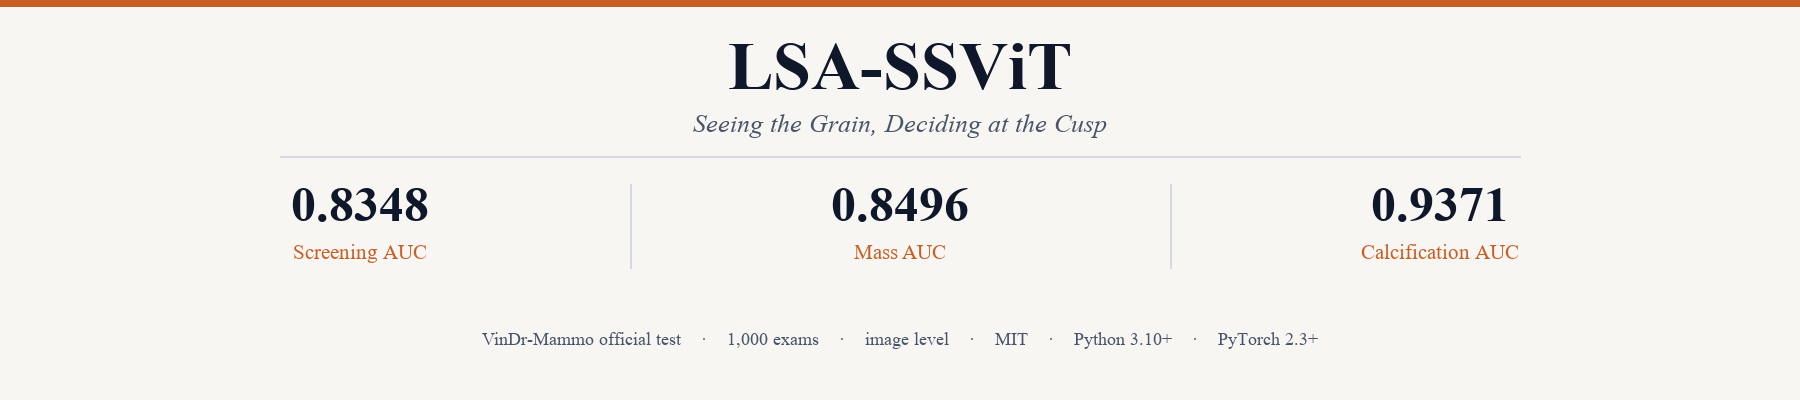 LSA-SSViT
Seeing the Grain, Deciding at the Cusp
0.8348 0.8496 0.9371
Screening AUC Mass AUC Calcification AUC
VinDr-Mammo official test · 1,000 exams · image level · MIT · Python 3.10+ · PyTorch 2.3+